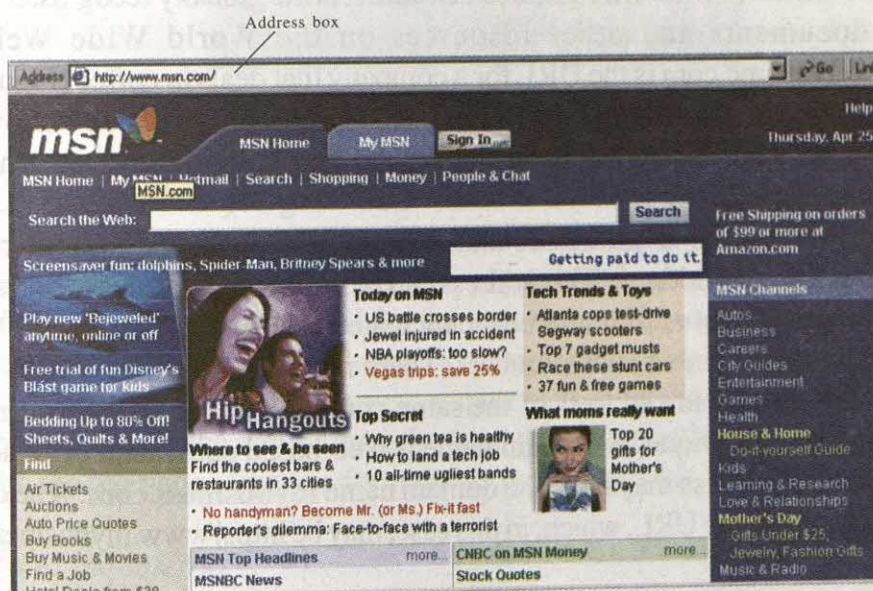 Address box
Address http://www.msn.com/ Go
msn
MSN Home My MSN Sign In .net
Help
Thursday, Apr 25
MSN Home | My MSN | Hotmail | Search | Shopping | Money | People & Chat
MSN.com
Search the Web: Search
Free Shipping on orders
of $99 or more at
Amazon.com
Screensaver fun: dolphins, Spider-Man, Britney Spears & more
Getting paid to do it.
Play new 'Bejeweled'
anytime, online or off
Free trial of fun Disney's
Blast game for kids
Bedding Up to 80% Off!
Sheets, Quilts & More!
Find
Air Tickets
Auctions
Auto Price Quotes
Buy Books
Buy Music & Movies
Find a Job
Hip Hangouts
Where to see & be seen
Find the coolest bars &
restaurants in 33 cities
Today on MSN
· US battle crosses border
· Jewel injured in accident
· NBA playoffs: too slow?
· Vegas trips: save 25%
Top Secret
· Why green tea is healthy
· How to land a tech job
· 10 all-time ugliest bands
· No handyman? Become Mr. (or Ms.) Fix-it fast
· Reporter's dilemma: Face-to-face with a terrorist
Tech Trends & Toys
· Atlanta cops test-drive
Segway scooters
· Top 7 gadget musts
· Race these stunt cars
· 37 fun & free games
What moms really want
Top 20
gifts for
Mother's
Day
MSN Top Headlines more...
MSNBC News
CNBC on MSN Money more...
Stock Quotes
MSN Channels
Autos
Business
Careers
City Guides
Entertainment
Games
Health
House & Home
Do-it-yourself Guide
Kids
Learning & Research
Love & Relationships
Mother's Day
Gifts Under $25,
Jewelry, Fashion Gifts
Music & Radio